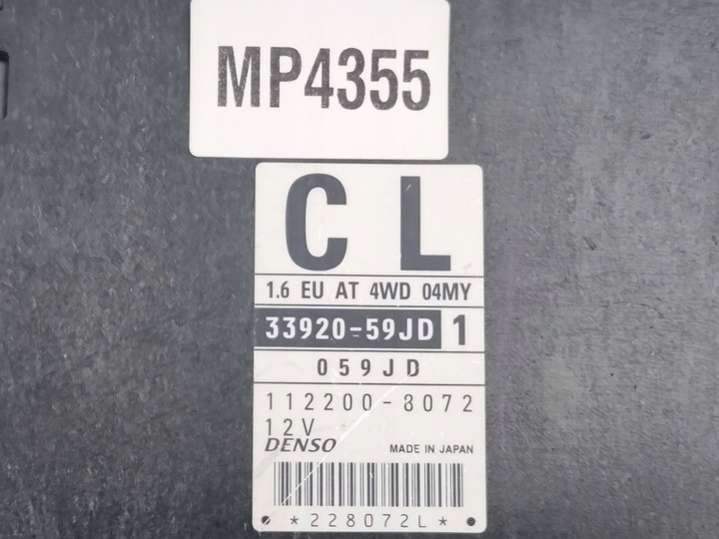 MP4355
C L
1.6 EU AT 4WD 04MY
33920-59JD 1
059JD
112200-8072
12V
DENSO MADE IN JAPAN
*228072L*